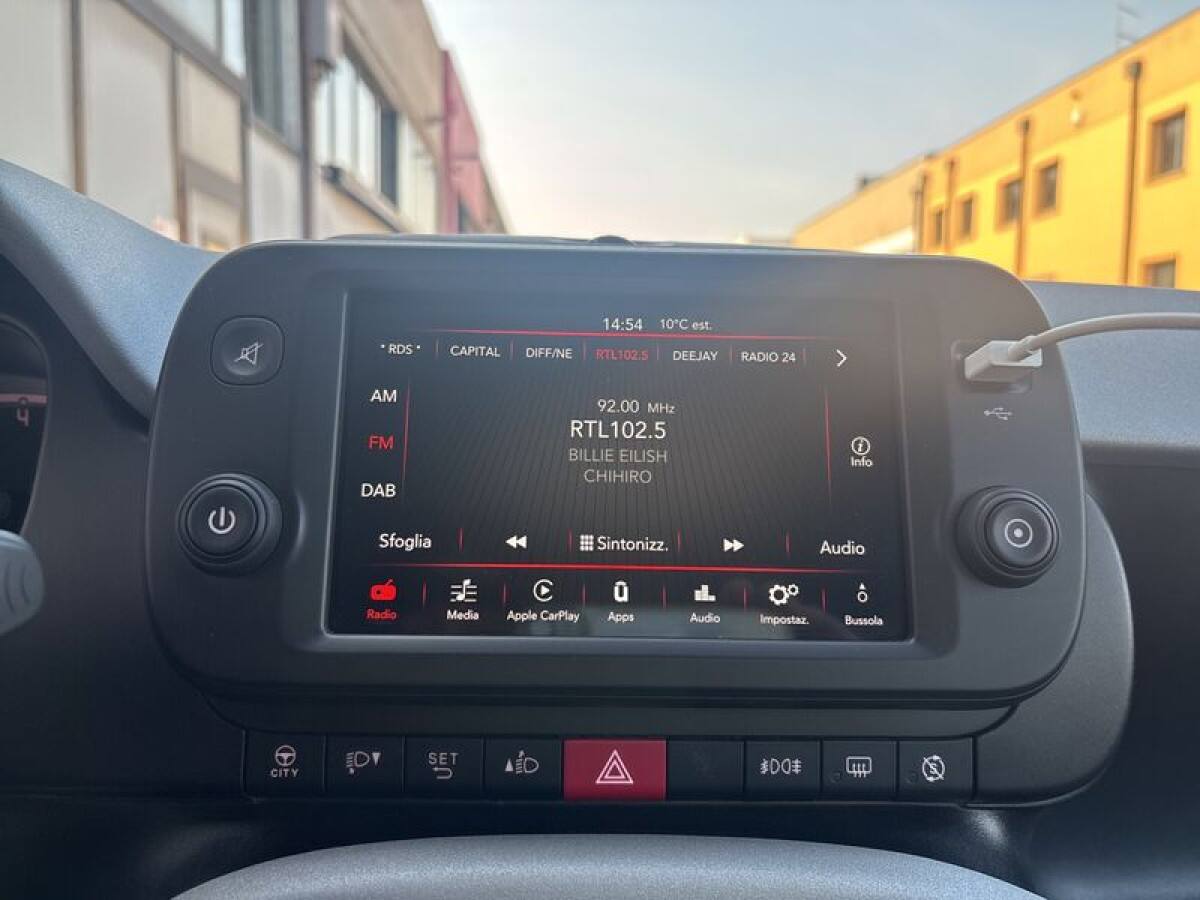 14:54 10°C est.
RDS CAPITAL DIFF/NE RTL102.5 DEEJAY RADIO 24
AM
FM
DAB
92.00 MHz
RTL102.5
BILLIE EILISH
CHIHIRO
Info
Sfoglia Sintonizz. Audio
Radio Media Apple CarPlay Apps Audio Impostaz. Bussola
CITY SET
4